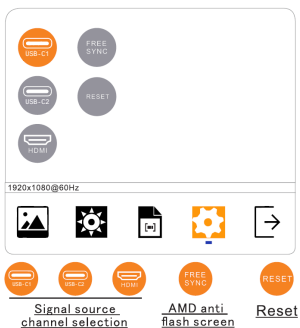 FREE
SYNC
USB-C1
USB-C2
RESET
HDMI
1920x1080@60Hz
USB-C1
USB-C2
HDMI
FREE
SYNC
RESET
Signal source
channel selection
AMD anti
flash screen
Reset